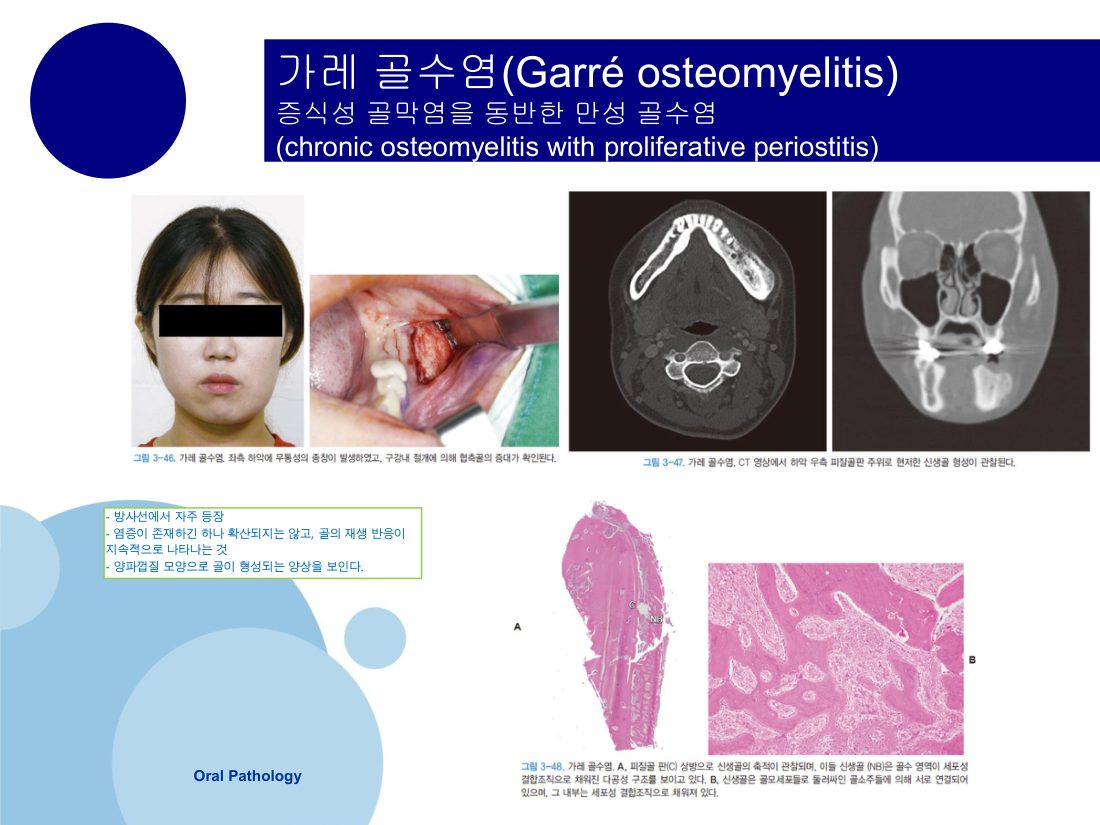 가레 골수염(Garré osteomyelitis)
증식성 골막염을 동반한 만성 골수염
(chronic osteomyelitis with proliferative periostitis)
그림 3-46. 가레 골수염. 좌측 하악에 무통성의 종창이 발생하였고, 구강내 절개에 의해 협측골의 증대가 확인된다.
그림 3-47. 가레 골수염. CT 영상에서 하악 우측 피질골판 주위로 현저한 신생골 형성이 관찰된다.
- 방사선에서 자주 등장
- 염증이 존재하긴 하나 확산되지는 않고, 골의 재생 반응이
지속적으로 나타나는 것
- 양파껍질 모양으로 골이 형성되는 양상을 보인다.
C
NB
A
B
그림 3-48. 가레 골수염. A, 피질골 판(C) 상방으로 신생골의 축적이 관찰되며, 이들 신생골 (NB)은 골수 영역이 세포성
결합조직으로 채워진 다공성 구조를 보이고 있다. B, 신생골은 골모세포들로 둘러싸인 골소주들에 의해 서로 연결되어
있으며, 그 내부는 세포성 결합조직으로 채워져 있다.
Oral Pathology